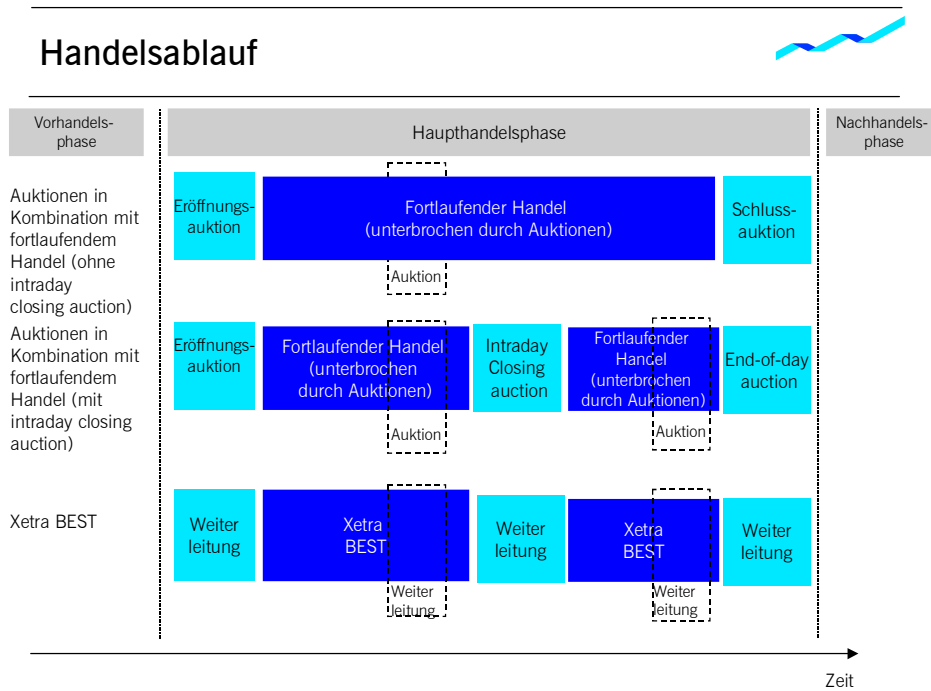 Handelsablauf
Vorhandels-
phase
Haupthandelsphase
Nachhandels-
phase
Auktionen in
Kombination mit
fortlaufendem
Handel (ohne
intraday
closing auction)
Eröffnungs-
auktion
Fortlaufender Handel
(unterbrochen durch Auktionen)
Auktion
Schluss-
auktion
Auktionen in
Kombination mit
fortlaufendem
Handel (mit
intraday closing
auction)
Eröffnungs-
auktion
Fortlaufender Handel
(unterbrochen
durch Auktionen)
Auktion
Intraday
Closing
auction
Fortlaufender
Handel
(unterbrochen
durch Auktionen)
Auktion
End-of-day
auction
Xetra BEST
Weiter
leitung
Xetra
BEST
Weiter
leitung
Weiter
leitung
Xetra
BEST
Weiter
leitung
Weiter
leitung
Zeit